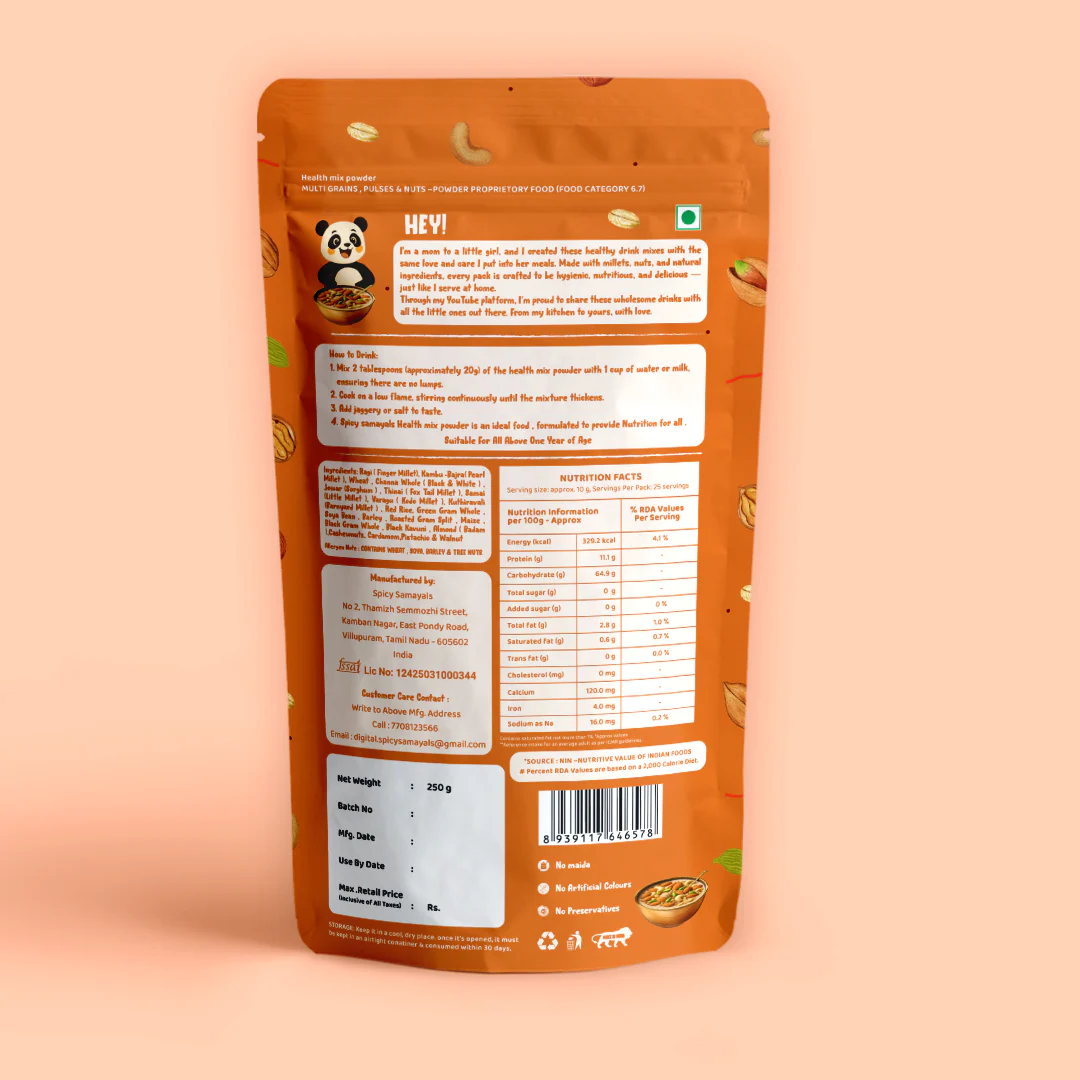 Health mix powder
MULTI GRAINS , PULSES & NUTS –POWDER PROPRIETORY FOOD (FOOD CATEGORY 6.7)
HEY!
I'm a mom to a little girl, and I created these healthy drink mixes with the
same love and care I put into her meals. Made with millets, nuts, and natural
ingredients, every pack is crafted to be hygienic, nutritious, and delicious —
just like I serve at home.
Through my YouTube platform, I'm proud to share these wholesome drinks with
all the little ones out there. From my kitchen to yours, with love.
How to Drink:
1. Mix 2 tablespoons (approximately 20g) of the health mix powder with 1 cup of water or milk,
ensuring there are no lumps.
2. Cook on a low flame, stirring continuously until the mixture thickens.
3. Add jaggery or salt to taste.
4. Spicy samayals Health mix powder is an ideal food , formulated to provide Nutrition for all .
Suitable For All Above One Year of Age
Ingredients: Ragi ( Finger Millet), Kambu -Bajra( Pearl
Millet ), Wheat , Channa Whole ( Black & White ) ,
Jowar (Sorghum ) , Thinai ( Fox Tail Millet ), Samai
(Little Millet ), Varagu ( Kodo Millet ), Kuthiravali
(Barnyard Millet ) , Red Rice, Green Gram Whole ,
Soya Bean , Barley , Roasted Gram Split , Maize ,
Black Gram Whole , Black Kavuni , Almond ( Badam
),Cashewnuts, Cardamom,Pistachio & Walnut
Allergen Note : CONTAINS WHEAT , SOYA, BARLEY & TREE NUTS
NUTRITION FACTS
Serving size: approx. 10 g, Servings Per Pack: 25 servings
Nutrition Information
per 100g - Approx
% RDA Values
Per Serving
Energy (kcal) 329.2 kcal 4.1 %
Protein (g) 11.1 g -
Carbohydrate (g) 64.9 g -
Total sugar (g) 0 g -
Added sugar (g) 0 g 0 %
Total fat (g) 2.8 g 1.0 %
Saturated fat (g) 0.6 g 0.7 %
Trans fat (g) 0 g 0.0 %
Cholesterol (mg) 0 mg -
Calcium 120.0 mg -
Iron 4.0 mg -
Sodium as Na 16.0 mg 0.2 %
Contains saturated fat not more than 1% *Approx values
*SOURCE : NIN –NUTRITIVE VALUE OF INDIAN FOODS
# Percent RDA Values are based on a 2,000 Calorie Diet.
Manufactured by:
Spicy Samayals
No 2, Thamizh Semmozhi Street,
Kamban Nagar, East Pondy Road,
Villupuram, Tamil Nadu - 605602
India
fssai Lic No: 12425031000344
Customer Care Contact :
Write to Above Mfg. Address
Call : 7708123566
Email : digital.spicysamayals@gmail.com
Net Weight : 250 g
Batch No :
Mfg. Date :
Use By Date :
Max .Retail Price
(Inclusive of All Taxes) : Rs.
8 939117 646578
No maida
No Artificial Colours
No Preservatives
STORAGE: Keep it in a cool, dry place. once it's opened, it must
be kept in an airtight conatiner & consumed within 30 days.